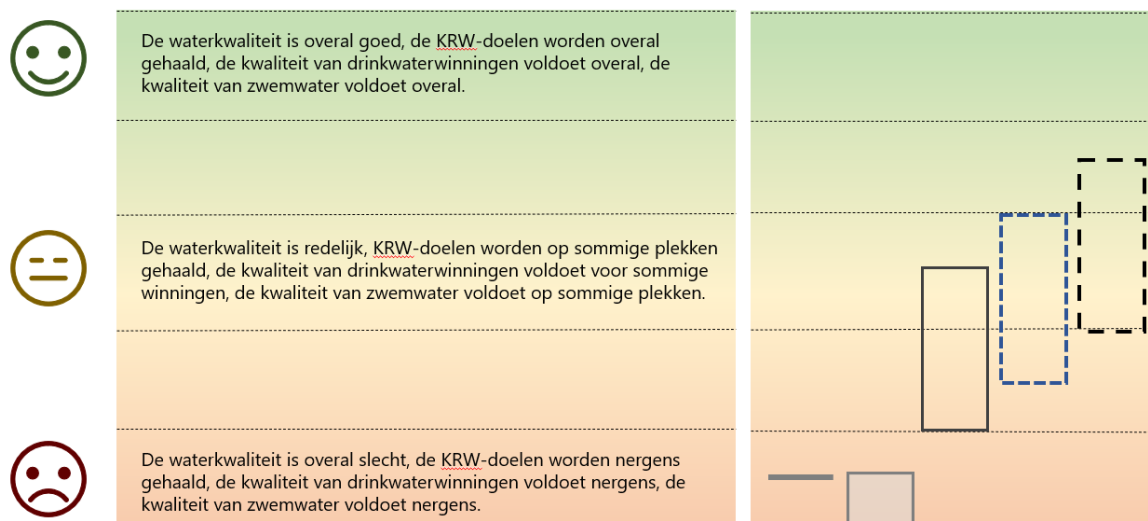 De waterkwaliteit is overal goed, de KRW-doelen worden overal
gehaald, de kwaliteit van drinkwaterwinningen voldoet overal, de
kwaliteit van zwemwater voldoet overal.
De waterkwaliteit is redelijk, KRW-doelen worden op sommige plekken
gehaald, de kwaliteit van drinkwaterwinningen voldoet voor sommige
winningen, de kwaliteit van zwemwater voldoet op sommige plekken.
De waterkwaliteit is overal slecht, de KRW-doelen worden nergens
gehaald, de kwaliteit van drinkwaterwinningen voldoet nergens, de
kwaliteit van zwemwater voldoet nergens.